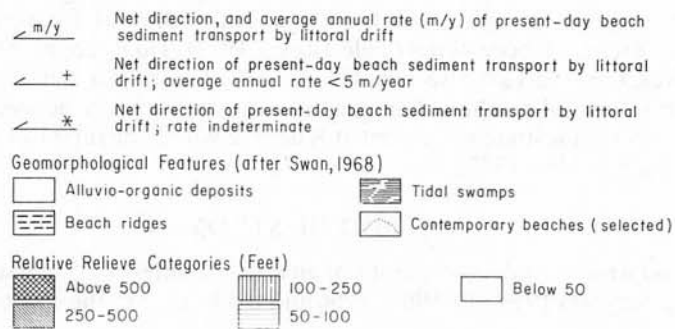 m/y Net direction, and average annual rate (m/y) of present-day beach
sediment transport by littoral drift
+ Net direction of present-day beach sediment transport by littoral
drift; average annual rate <5 m/year
* Net direction of present-day beach sediment transport by littoral
drift; rate indeterminate
Geomorphological Features (after Swan, 1968)
Alluvio-organic deposits Tidal swamps
Beach ridges Contemporary beaches (selected)
Relative Relieve Categories (Feet)
Above 500 100-250 Below 50
250-500 50-100